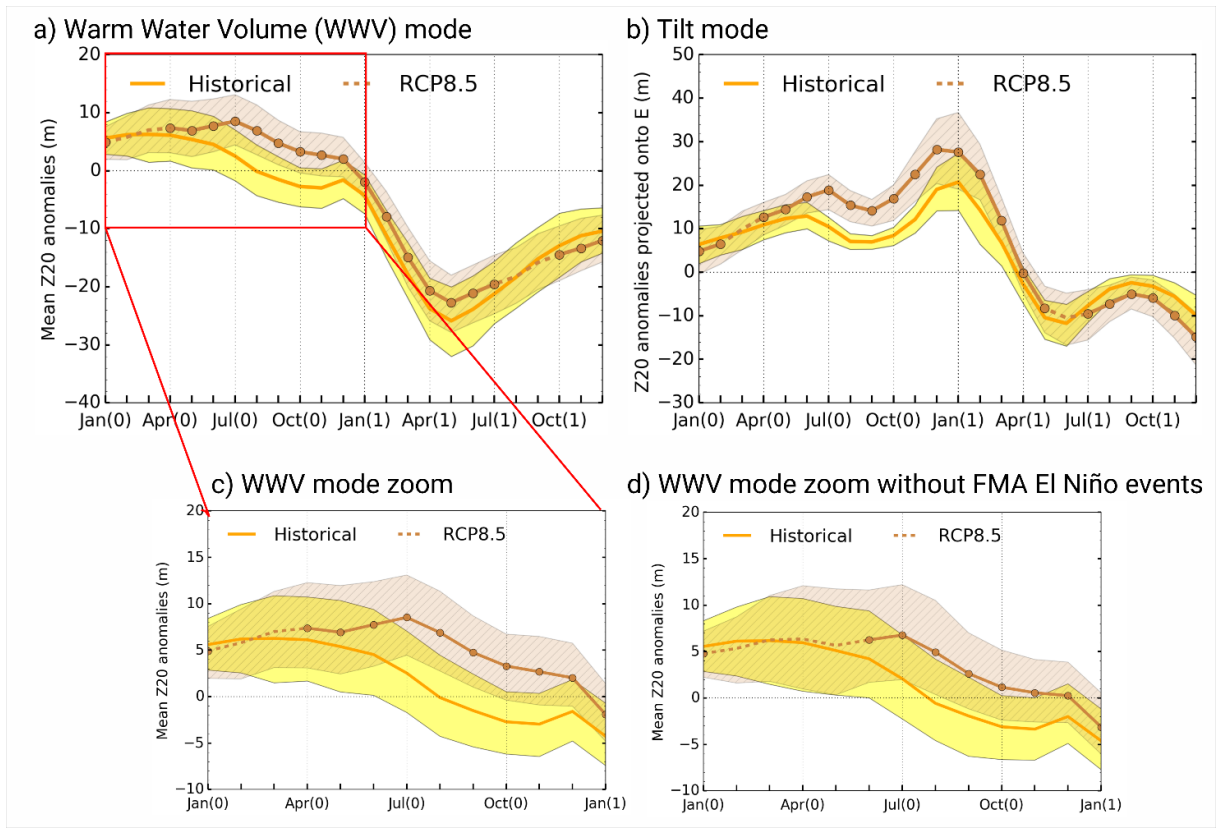 a) Warm Water Volume (WWV) mode
20
10
0
−10
−20
−30
−40
Mean Z20 anomalies (m)
Historical
RCP8.5
Jan(0) Apr(0) Jul(0) Oct(0) Jan(1) Apr(1) Jul(1) Oct(1)
b) Tilt mode
50
40
30
20
10
0
−10
−20
−30
Z20 anomalies projected onto E (m)
Historical
RCP8.5
Jan(0) Apr(0) Jul(0) Oct(0) Jan(1) Apr(1) Jul(1) Oct(1)
c) WWV mode zoom
20
15
10
5
0
−5
−10
Mean Z20 anomalies (m)
Historical
RCP8.5
Jan(0) Apr(0) Jul(0) Oct(0) Jan(1)
d) WWV mode zoom without FMA El Niño events
20
15
10
5
0
−5
−10
Mean Z20 anomalies (m)
Historical
RCP8.5
Jan(0) Apr(0) Jul(0) Oct(0) Jan(1)